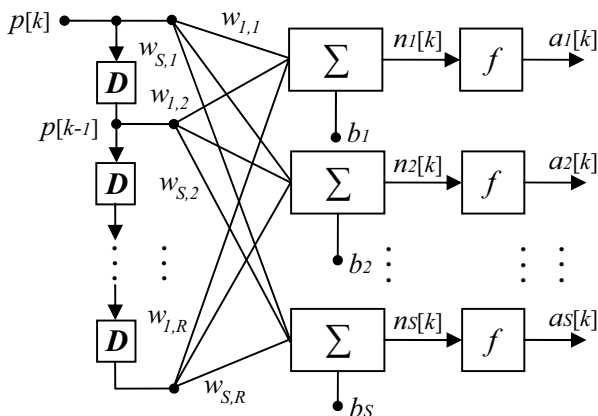 p[k]
w1,1
n1[k]
a1[k]
wS,1
Σ
f
D
w1,2
b1
p[k-1]
n2[k]
a2[k]
D
wS,2
Σ
f
b2
w1,R
nS[k]
aS[k]
D
Σ
f
wS,R
bS